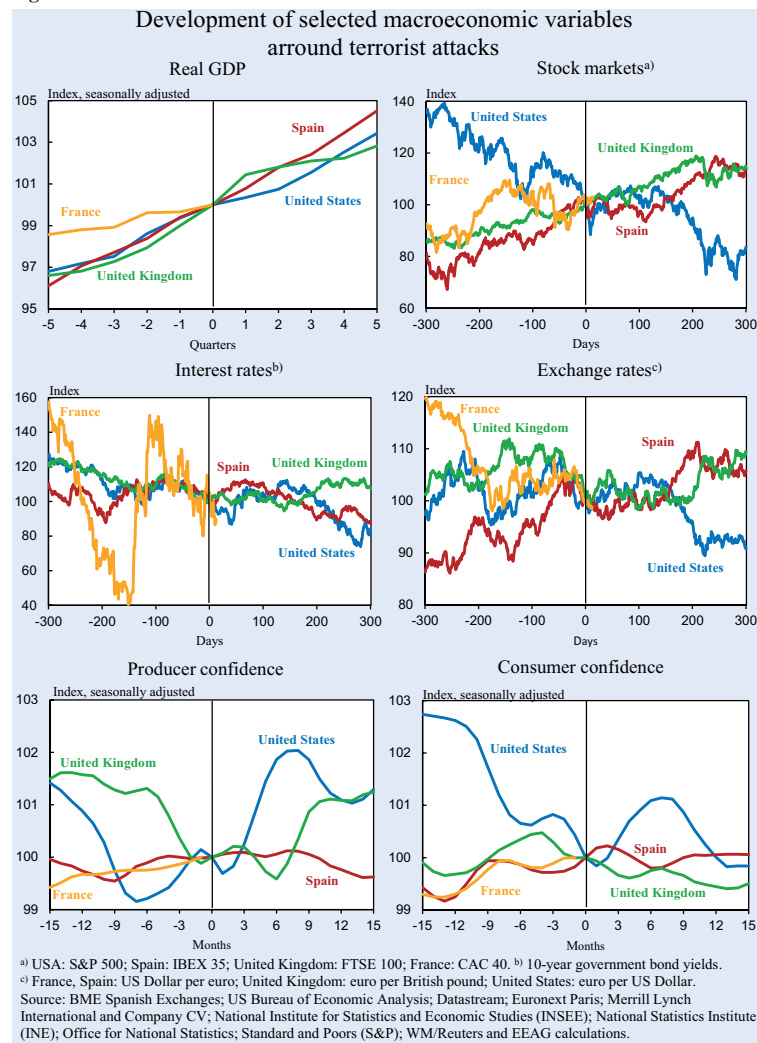 Development of selected macroeconomic variables
arround terrorist attacks
Real GDP
Index, seasonally adjusted
105
103
101
99
97
95
Spain
France
United States
United Kingdom
-5 -4 -3 -2 -1 0 1 2 3 4 5
Quarters
Stock marketsa)
Index
140
120
100
80
60
United States
United Kingdom
France
Spain
-300 -200 -100 0 100 200 300
Days
Interest ratesb)
Index
160
140
120
100
80
60
40
France
Spain
United Kingdom
United States
-300 -200 -100 0 100 200 300
Days
Exchange ratesc)
Index
120
110
100
90
80
France
United Kingdom
Spain
United States
-300 -200 -100 0 100 200 300
Days
Producer confidence
Index, seasonally adjusted
103
102
101
100
99
United States
United Kingdom
Spain
France
-15 -12 -9 -6 -3 0 3 6 9 12 15
Months
Consumer confidence
Index, seasonally adjusted
103
102
101
100
99
United States
Spain
France
United Kingdom
-15 -12 -9 -6 -3 0 3 6 9 12 15
Months
a) USA: S&P 500; Spain: IBEX 35; United Kingdom: FTSE 100; France: CAC 40. b) 10-year government bond yields.
c) France, Spain: US Dollar per euro; United Kingdom: euro per British pound; United States: euro per US Dollar.
Source: BME Spanish Exchanges; US Bureau of Economic Analysis; Datastream; Euronext Paris; Merrill Lynch
International and Company CV; National Institute for Statistics and Economic Studies (INSEE); National Statistics Institute
(INE); Office for National Statistics; Standard and Poors (S&P); WM/Reuters and EEAG calculations.